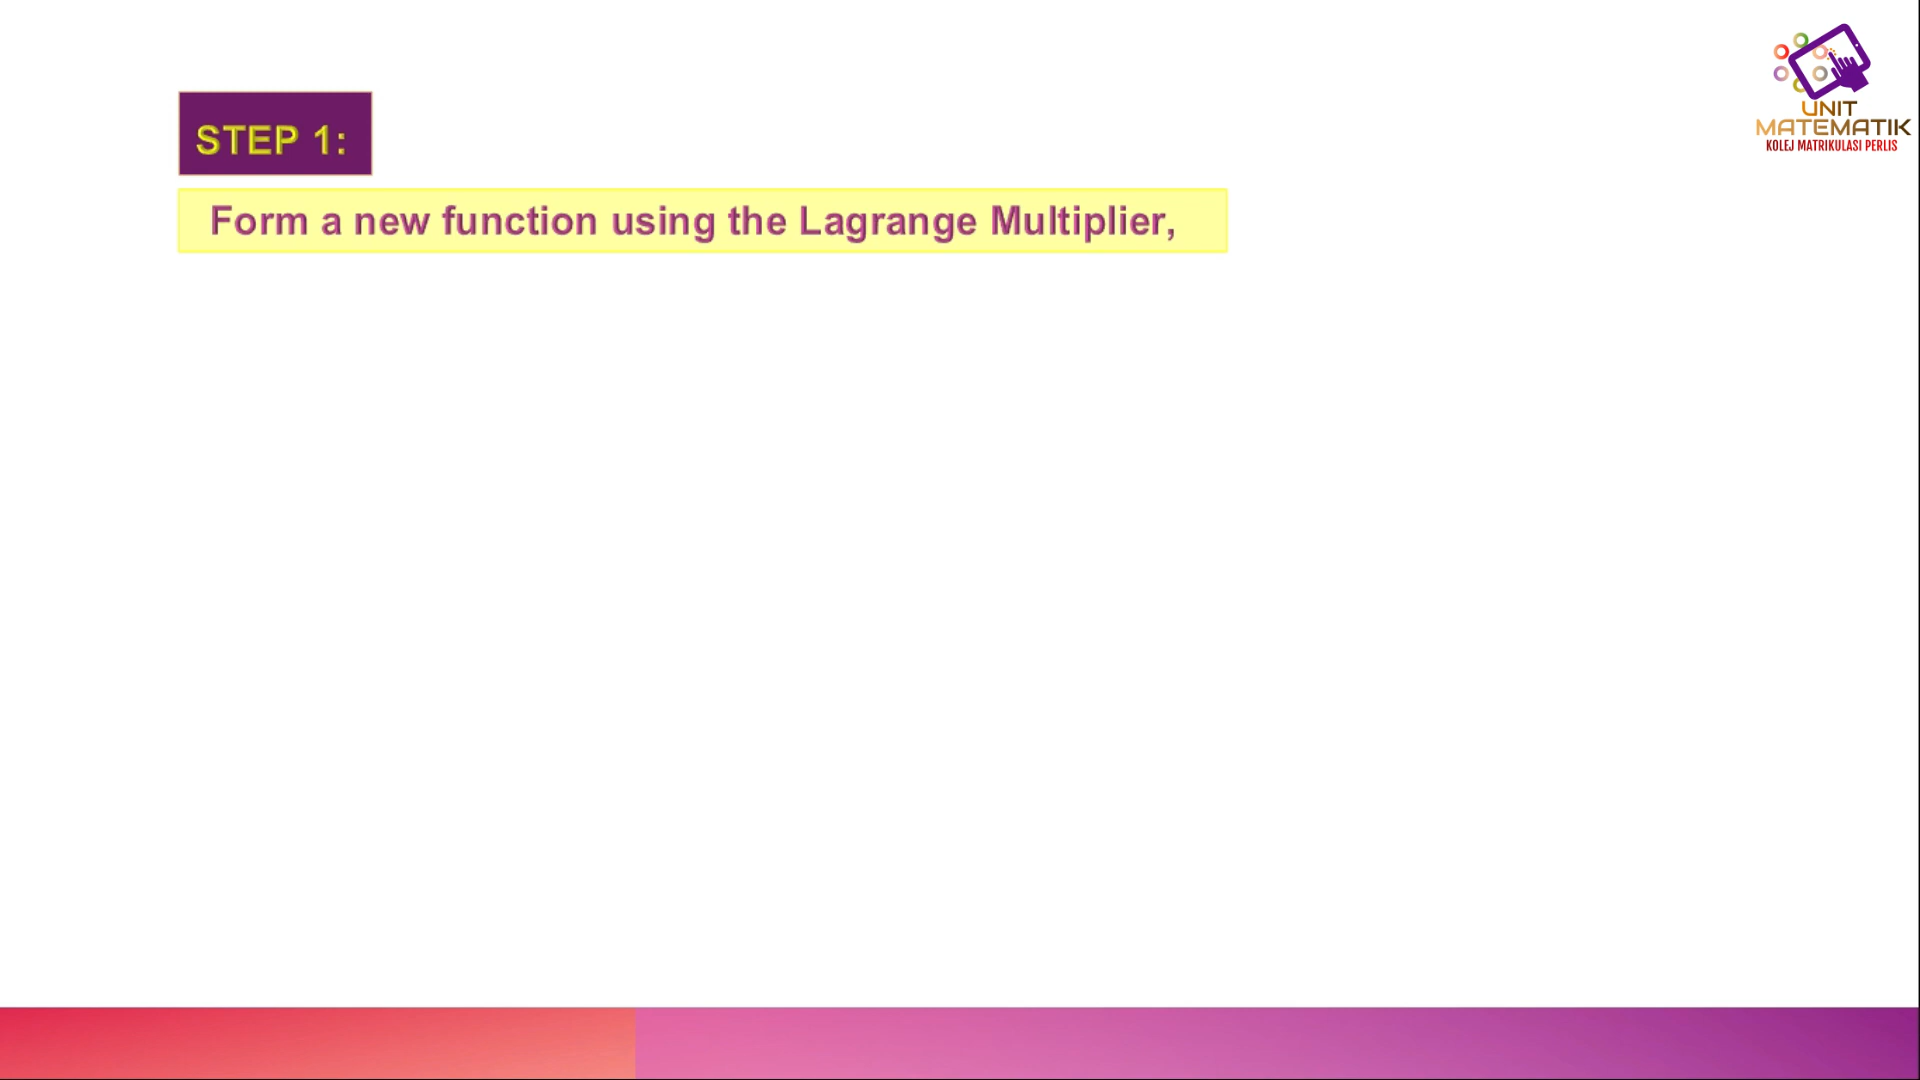 STEP 1:
Form a new function using the Lagrange Multiplier,
UNIT
MATEMATIK
KOLEJ MATRIKULASI PERLIS